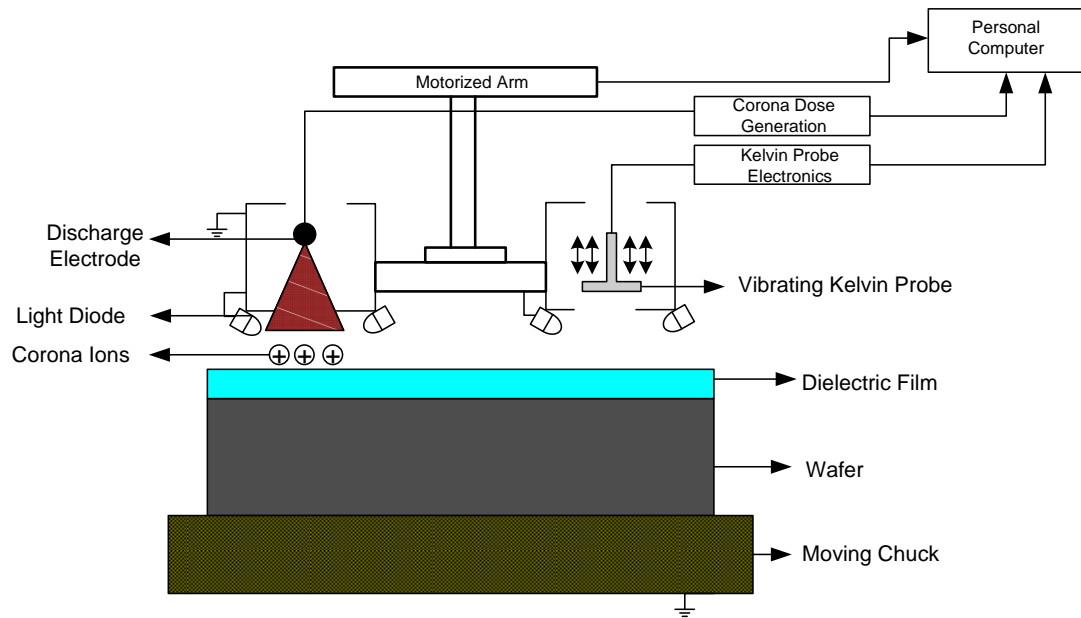 Personal
Computer
Motorized Arm
Corona Dose
Generation
Kelvin Probe
Electronics
Discharge
Electrode
Vibrating Kelvin Probe
Light Diode
Corona Ions
+ + +
Dielectric Film
Wafer
Moving Chuck